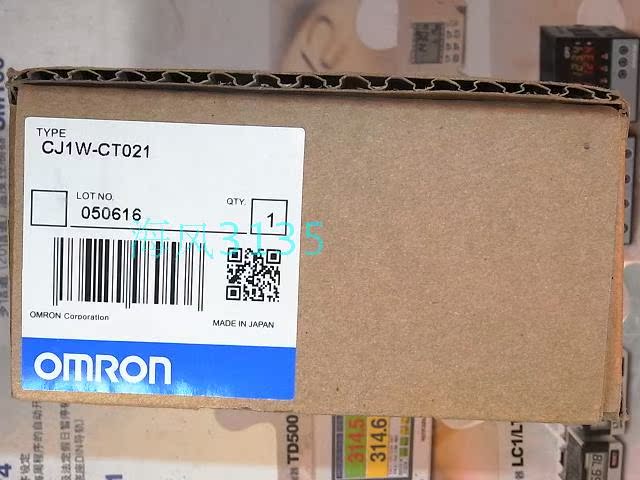 TYPE
CJ1W-CT021
LOT NO.
050616
QTY.
1
海风3135
OMRON Corporation
MADE IN JAPAN
OMRON
TD500
314.5
314.6
LC1/L